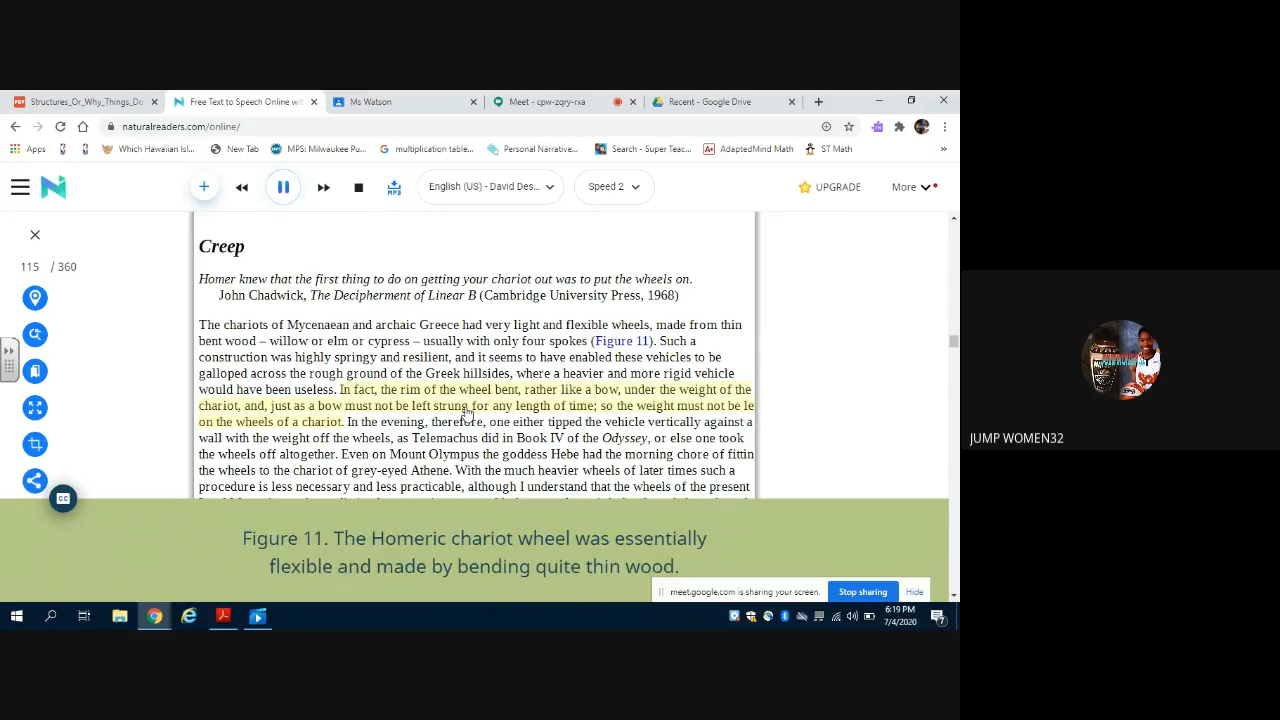 Structures_Or_Why_Things_Do
Free Text to Speech Online wit
Ms Watson
Meet - cpw-zqry-rxa
Recent - Google Drive
naturalreaders.com/online/
Apps
Which Hawaiian Isl...
New Tab
MPS: Milwaukee Pu...
multiplication table...
Personal Narrative...
Search - Super Teac...
AdaptedMind Math
ST Math
»
MP3
English (US) - David Des...
Speed 2
UPGRADE
More
115 / 360
Creep
Homer knew that the first thing to do on getting your chariot out was to put the wheels on.
John Chadwick, The Decipherment of Linear B (Cambridge University Press, 1968)
The chariots of Mycenaean and archaic Greece had very light and flexible wheels, made from thin
bent wood – willow or elm or cypress – usually with only four spokes (Figure 11). Such a
construction was highly springy and resilient, and it seems to have enabled these vehicles to be
galloped across the rough ground of the Greek hillsides, where a heavier and more rigid vehicle
would have been useless. In fact, the rim of the wheel bent, rather like a bow, under the weight of the
chariot, and, just as a bow must not be left strung for any length of time; so the weight must not be le
on the wheels of a chariot. In the evening, therefore, one either tipped the vehicle vertically against a
wall with the weight off the wheels, as Telemachus did in Book IV of the Odyssey, or else one took
the wheels off altogether. Even on Mount Olympus the goddess Hebe had the morning chore of fittin
the wheels to the chariot of grey-eyed Athene. With the much heavier wheels of later times such a
procedure is less necessary and less practicable, although I understand that the wheels of the present
CC
Figure 11. The Homeric chariot wheel was essentially
flexible and made by bending quite thin wood.
meet.google.com is sharing your screen.
Stop sharing
Hide
6:19 PM
7/4/2020
JUMP WOMEN32